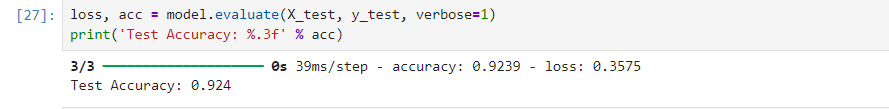 [27]: loss, acc = model.evaluate(X_test, y_test, verbose=1)
print('Test Accuracy: %.3f' % acc)
3/3 ━━━━━━━━━━━━━━━━━━━━ 0s 39ms/step - accuracy: 0.9239 - loss: 0.3575
Test Accuracy: 0.924